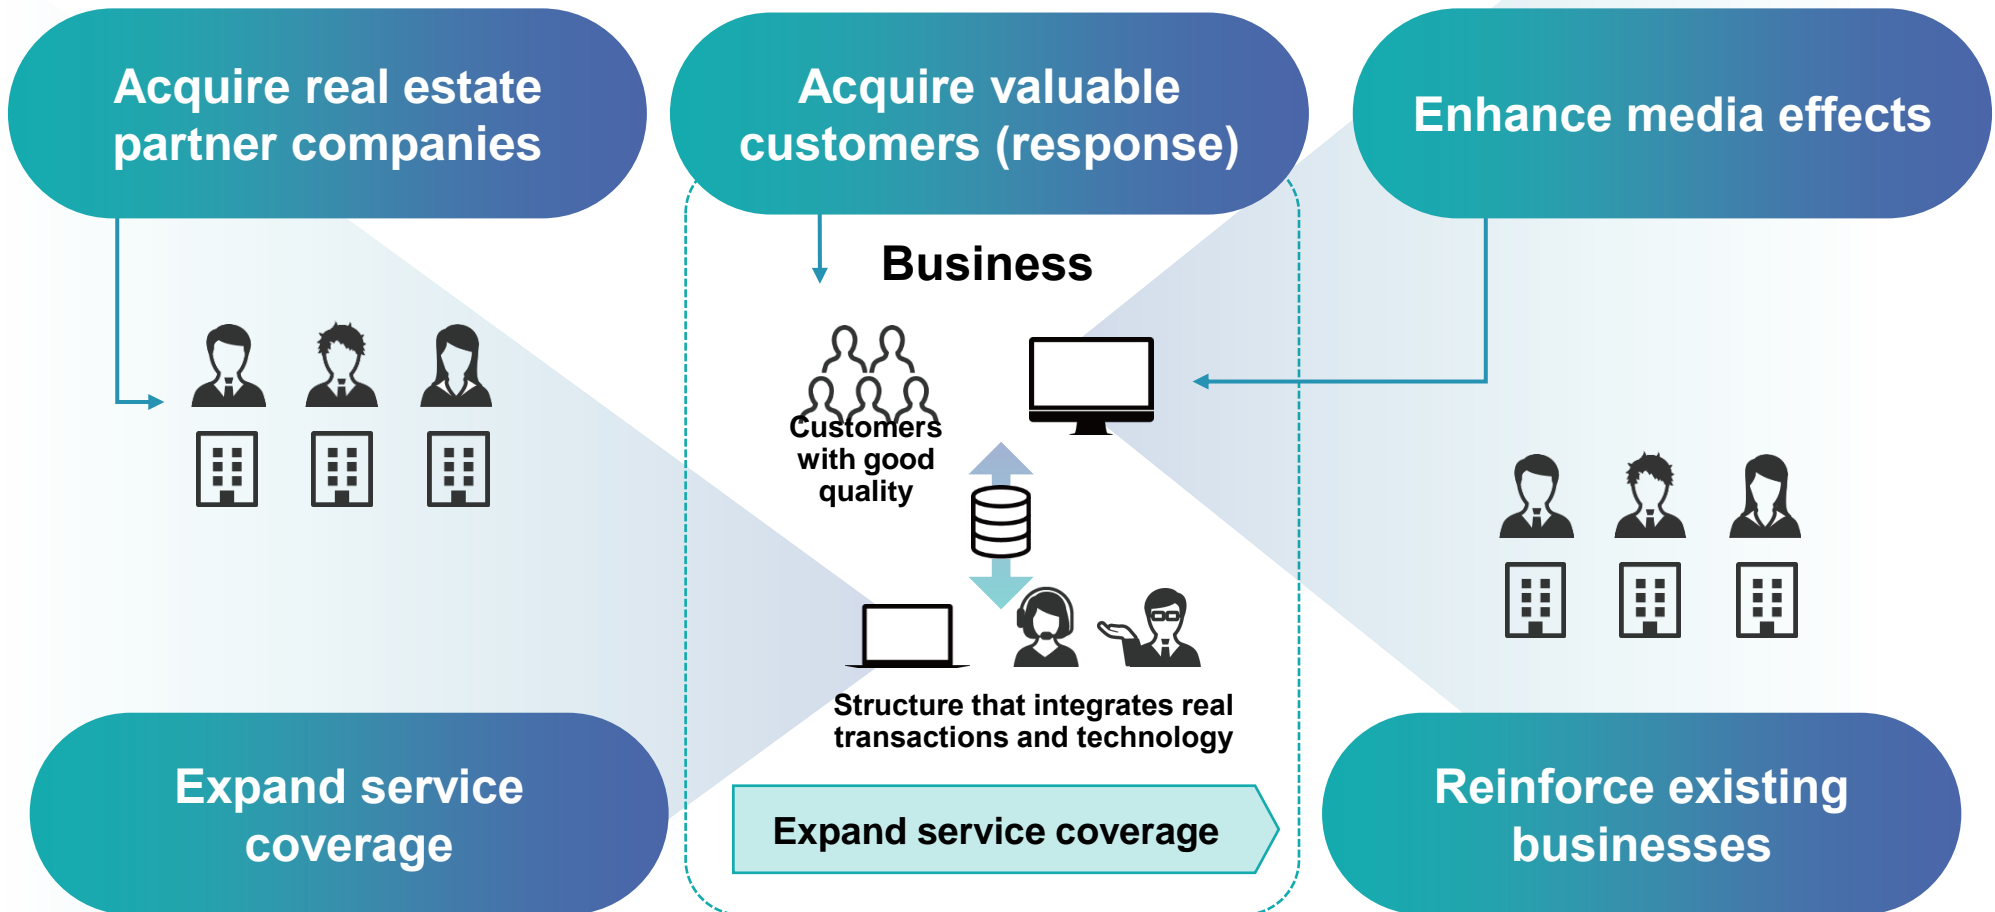 Acquire real estate
partner companies
Acquire valuable
customers (response)
Enhance media effects
Business
Customers
with good
quality
Structure that integrates real
transactions and technology
Expand service
coverage
Expand service coverage
Reinforce existing
businesses